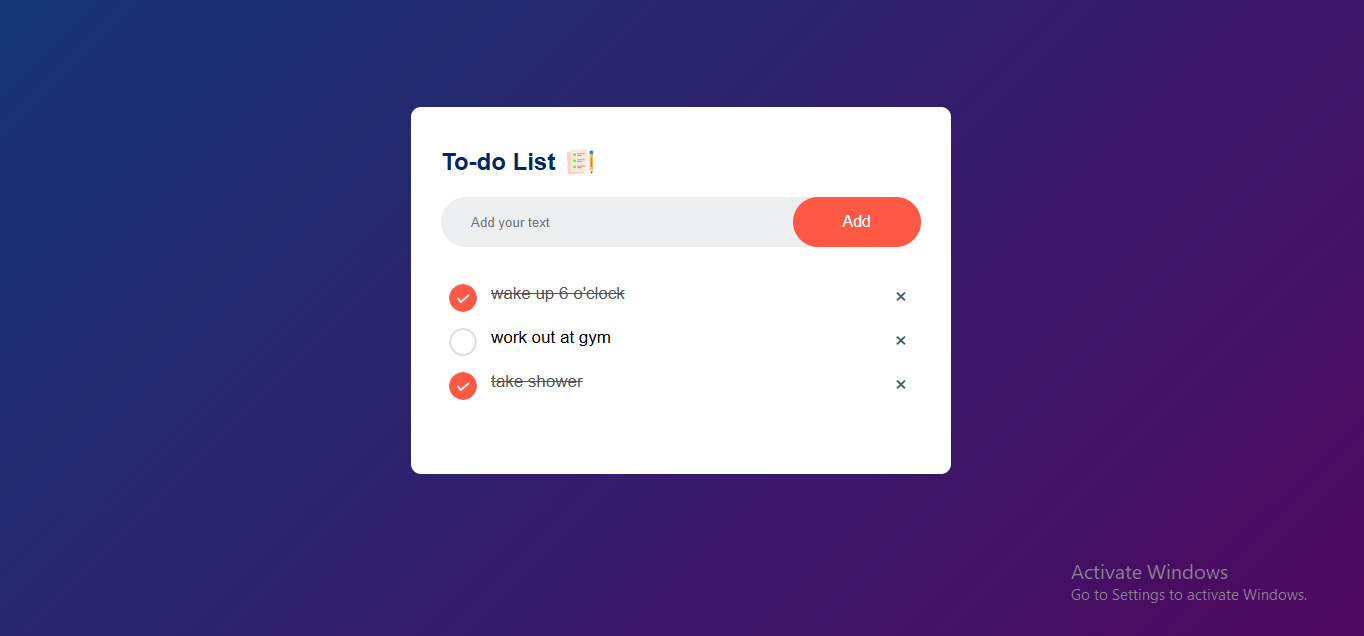 To-do List
Add your text
Add
wake up 6 o'clock
work out at gym
take shower
Activate Windows
Go to Settings to activate Windows.